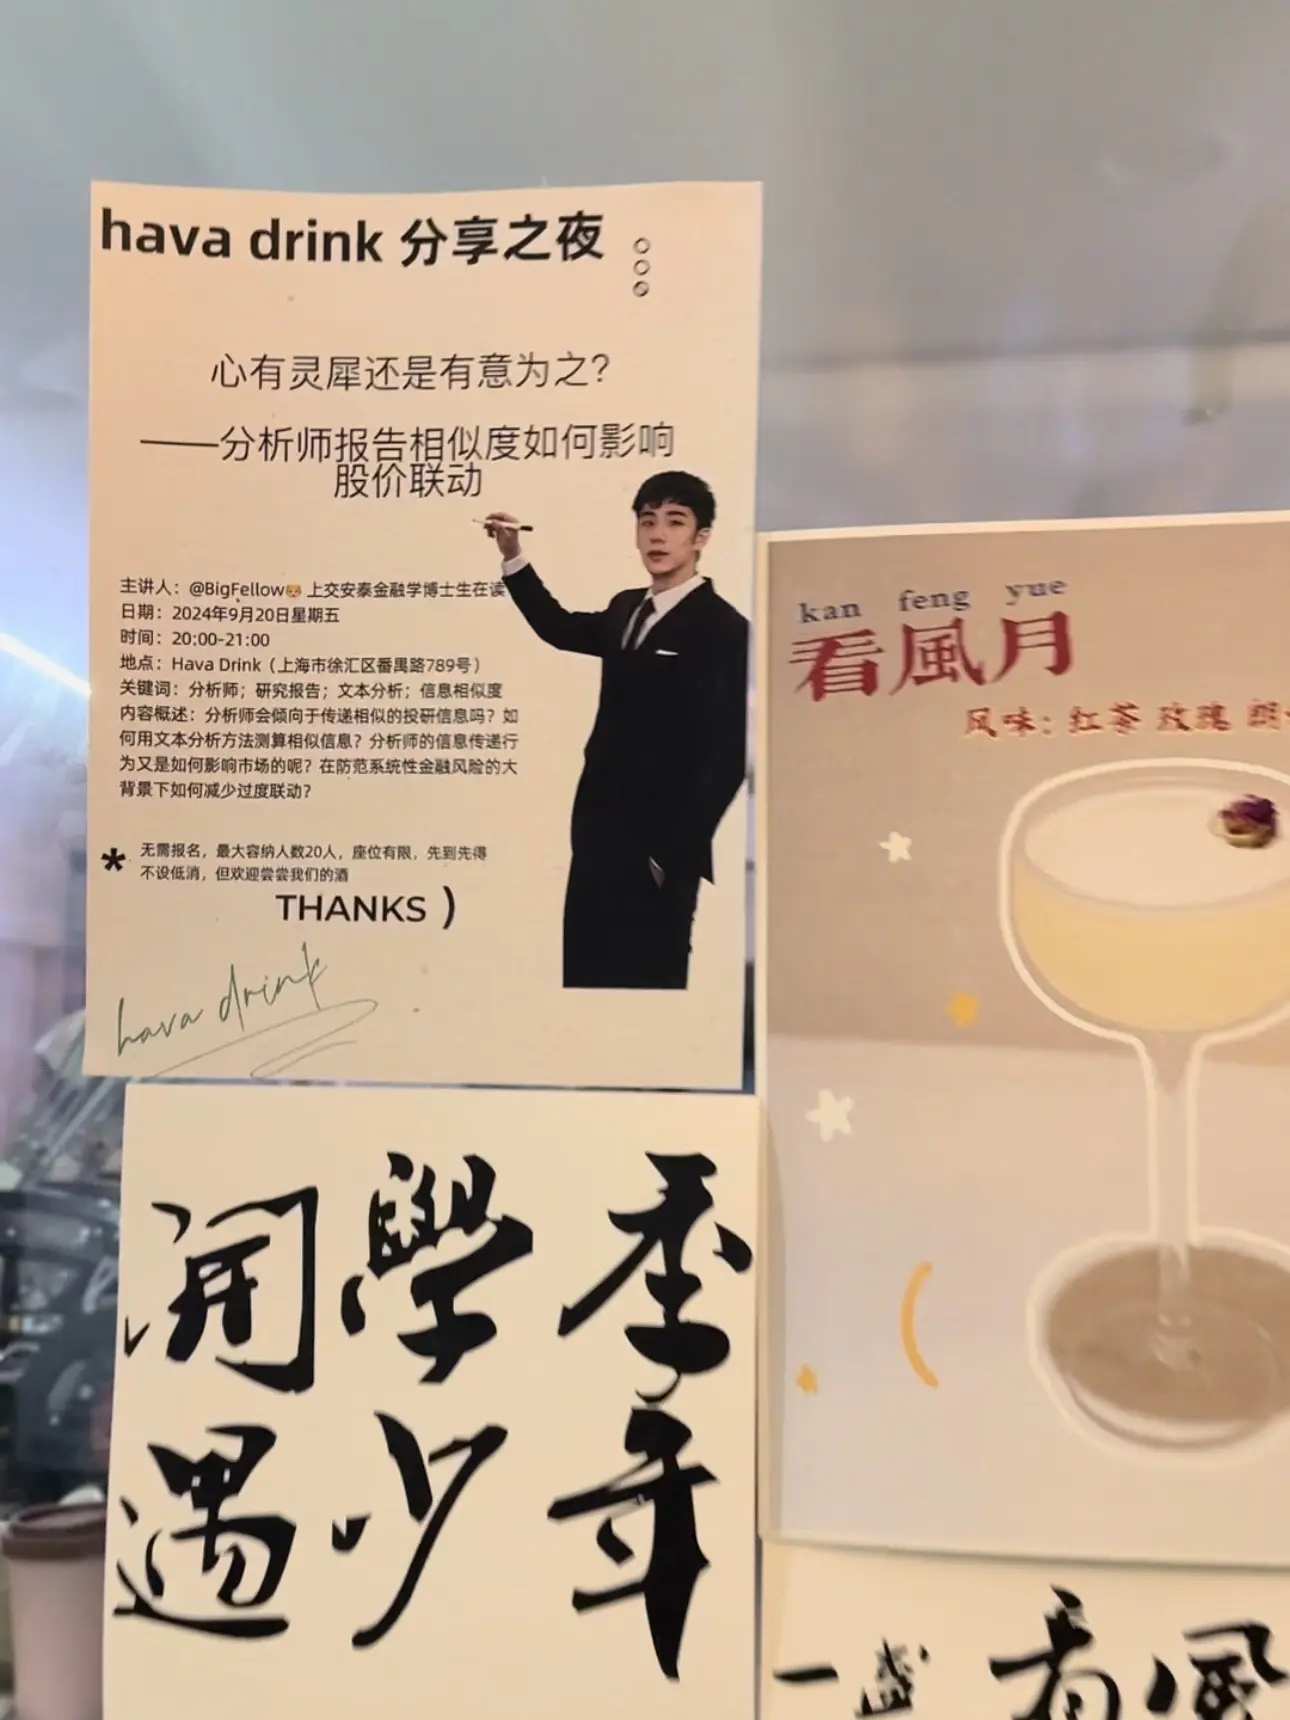 hava drink 分享之夜
心有灵犀还是有意为之？
——分析师报告相似度如何影响
股价联动
主讲人：@BigFellow🐱 上交安泰金融学博士生在读
日期：2024年9月20日星期五
时间：20:00-21:00
地点：Hava Drink（上海市徐汇区番禺路789号）
关键词：分析师；研究报告；文本分析；信息相似度
内容概述：分析师会倾向于传递相似的投研信息吗？如
何用文本分析方法测算相似信息？分析师的信息传递行
为又是如何影响市场的呢？在防范系统性金融风险的大
背景下如何减少过度联动？
* 无需报名，最大容纳人数20人，座位有限，先到先得
不设低消，但欢迎尝尝我们的酒
THANKS )
hava drink
開學季
遇少年
kan feng yue
看風月
风味：红茶 玫瑰 朗
一盏 看風